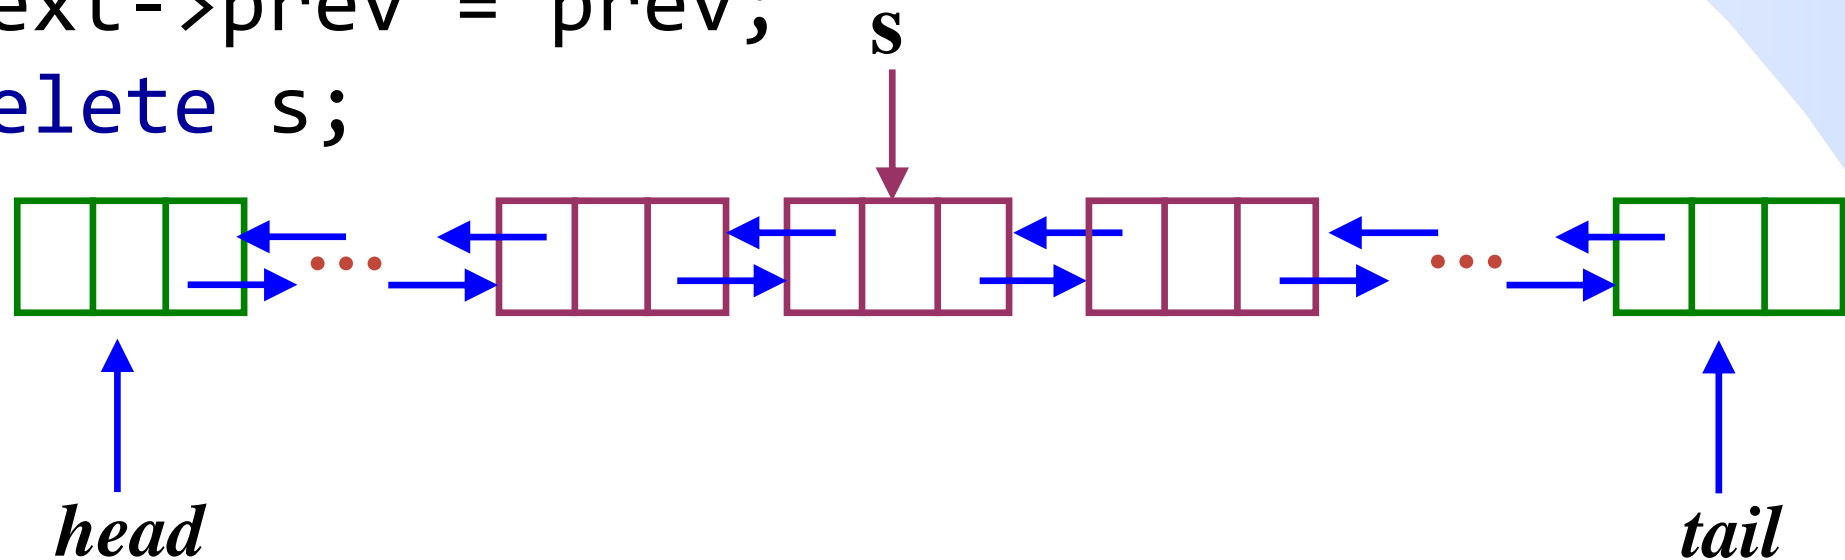 ext->prev = prev;
elete s;
s
head
tail